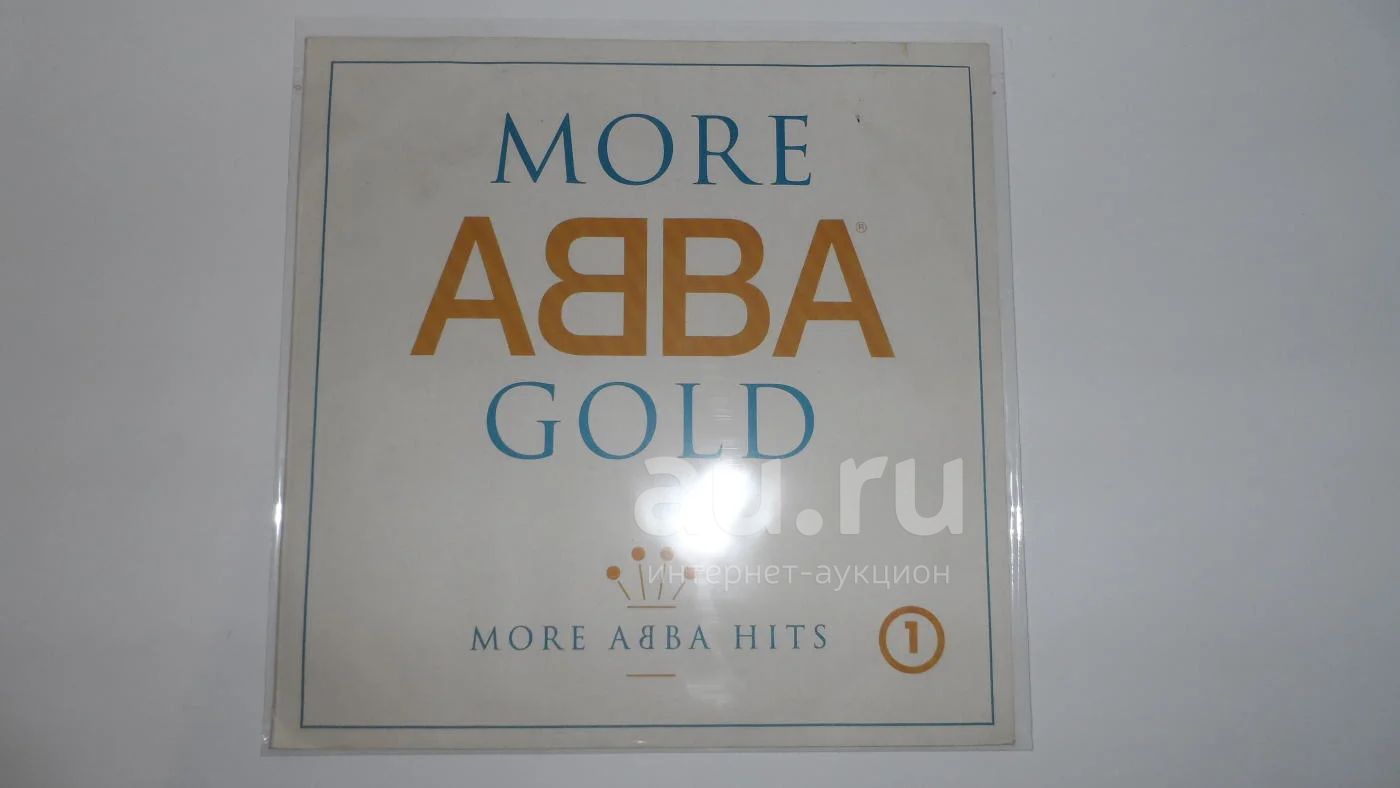 MORE
ABBA®
GOLD
au.ru
интернет-аукцион
MORE ABBA HITS
1